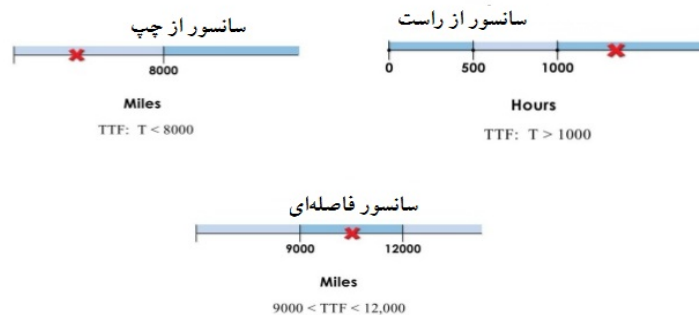 سانسور از چپ
8000
Miles
TTF: T < 8000
سانسور از راست
0 500 1000
Hours
TTF: T > 1000
سانسور فاصله‌ای
9000 12000
Miles
9000 < TTF < 12,000